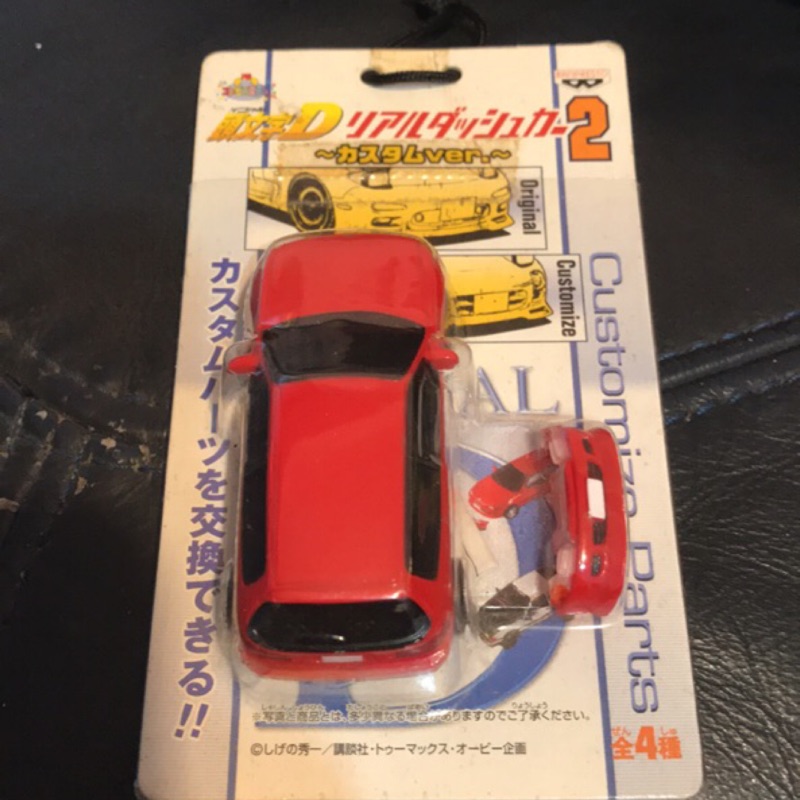 BANPRESTO
頭文字D リアルダッシュカー2
～カスタムver.～
Original
Customize
カスタムパーツを交換できる!!
Customize Parts
AL
※写真と商品とは、多少異なる場合がありますのでご了承ください。
©しげの秀一/講談社・トゥーマックス・オービー企画
全4種